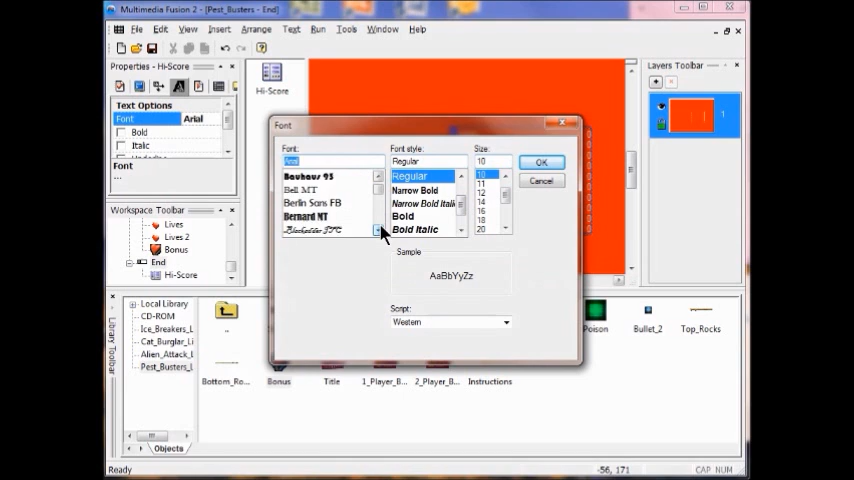 Multimedia Fusion 2 - [Pest_Busters - End]
File Edit View Insert Arrange Text Run Tools Window Help
Properties - Hi-Score
Text Options
Font Arial
Bold
Italic
Font
...
Workspace Toolbar
Lives
Lives 2
Bonus
End
Hi-Score
Hi-Score
Layers Toolbar
1
Font
Font:
Arial
Bauhaus 93
Bell MT
Berlin Sans FB
Bernard MT
Blackadder ITC
Font style:
Regular
Regular
Narrow Bold
Narrow Bold Itali
Bold
Bold Italic
Size:
10
10
11
12
14
16
18
20
OK
Cancel
Sample
AaBbYyZz
Script:
Western
Library Toolbar
Local Library
CD-ROM
Ice_Breakers_L
Cat_Burglar_Li
Alien_Attack_L
Pest_Busters_L
..
Poison
Bullet_2
Top_Rocks
Bottom_Ro...
Bonus
Title
1_Player_B...
2_Player_B...
Instructions
Objects
Ready
-56, 171
CAP NUM